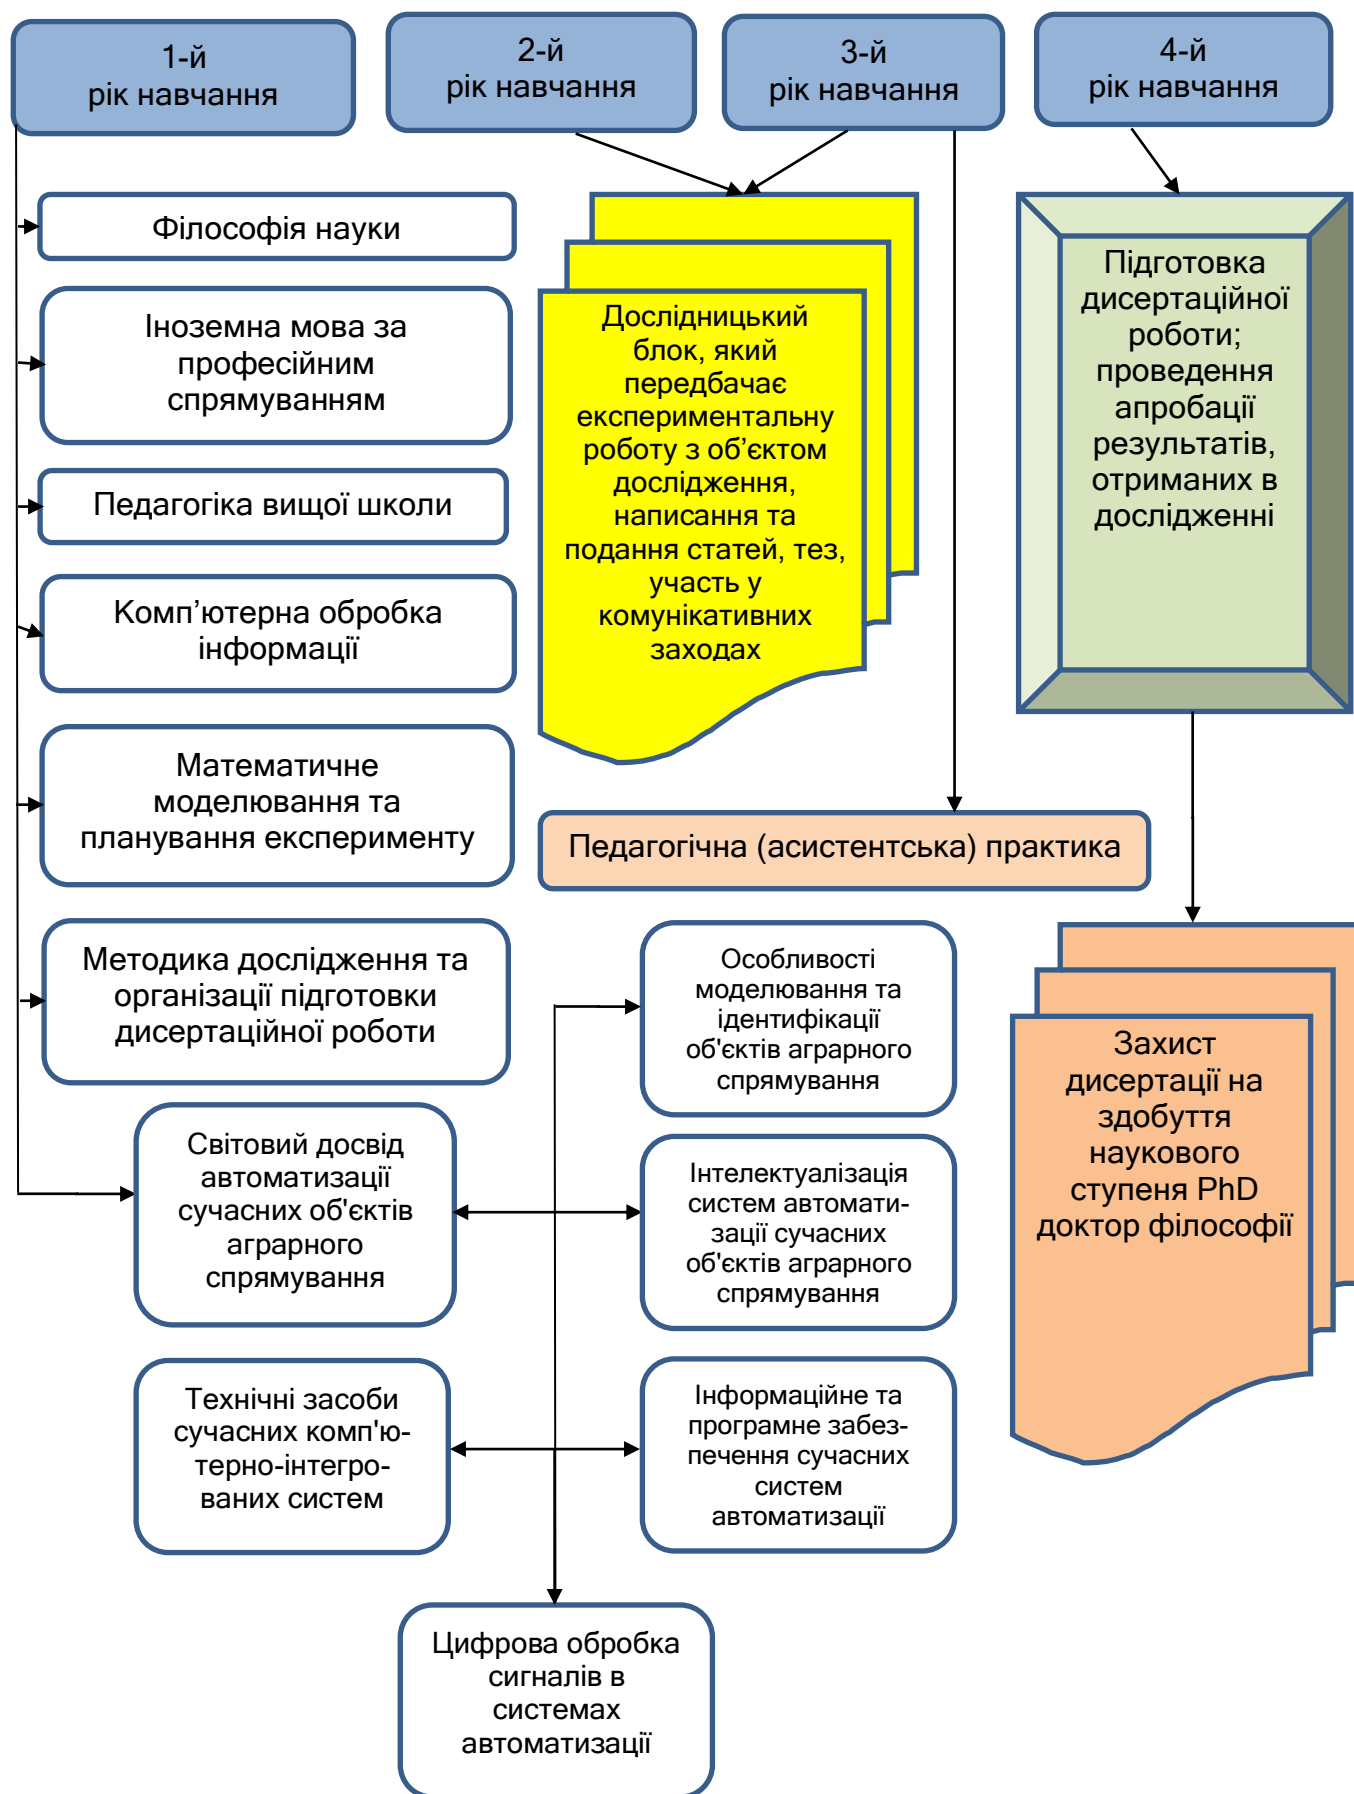 1-й
рік навчання
2-й
рік навчання
3-й
рік навчання
4-й
рік навчання
Філософія науки
Іноземна мова за
професійним
спрямуванням
Педагогіка вищої школи
Комп’ютерна обробка
інформації
Математичне
моделювання та
планування експерименту
Методика дослідження та
організації підготовки
дисертаційної роботи
Дослідницький
блок, який
передбачає
експериментальну
роботу з об’єктом
дослідження,
написання та
подання статей, тез,
участь у
комунікативних
заходах
Підготовка
дисертаційної
роботи;
проведення
апробації
результатів,
отриманих в
дослідженні
Педагогічна (асистентська) практика
Світовий досвід
автоматизації
сучасних об'єктів
аграрного
спрямування
Особливості
моделювання та
ідентифікації
об'єктів аграрного
спрямування
Інтелектуалізація
систем автомати-
зації сучасних
об'єктів аграрного
спрямування
Технічні засоби
сучасних комп'ю-
терно-інтегро-
ваних систем
Інформаційне та
програмне забез-
печення сучасних
систем
автоматизації
Цифрова обробка
сигналів в
системах
автоматизації
Захист
дисертації на
здобуття
наукового
ступеня PhD
доктор філософії